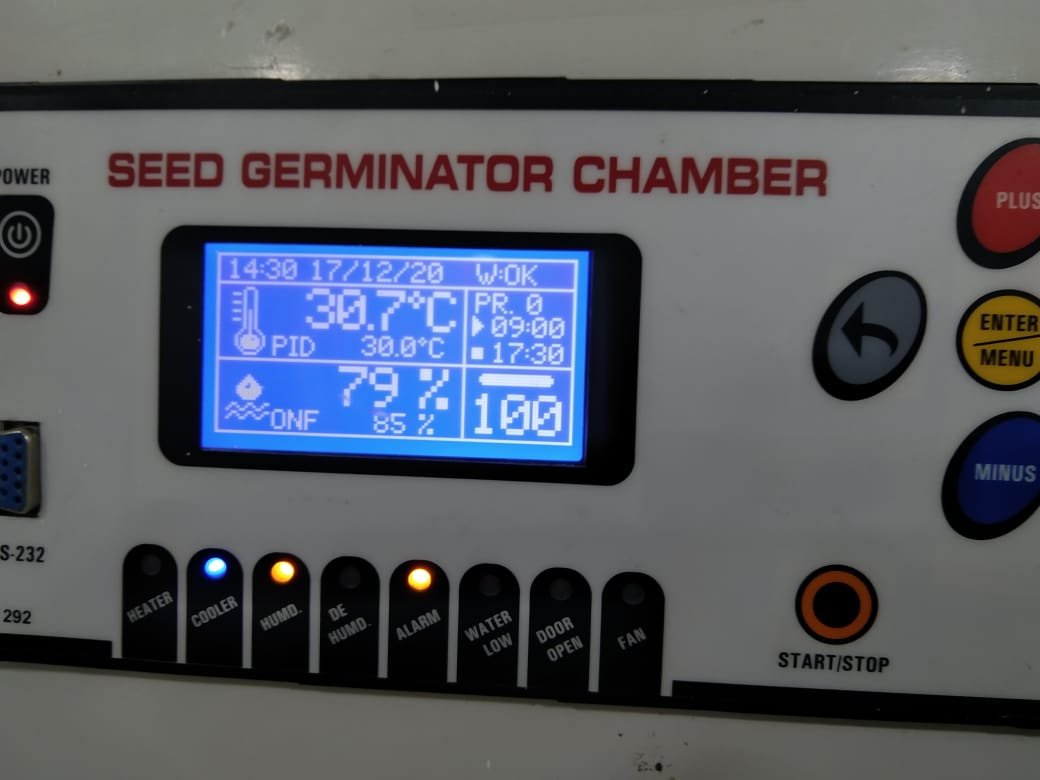 SEED GERMINATOR CHAMBER
POWER
PLUS
14:30 17/12/20 W:OK
30.7°C
PID 30.0°C
PR. 0
09:00
17:30
79 %
ONF 85 %
100
ENTER
MENU
MINUS
S-232
292
HEATER
COOLER
HUMD.
DE
HUMD.
ALARM
WATER
LOW
DOOR
OPEN
FAN
START/STOP